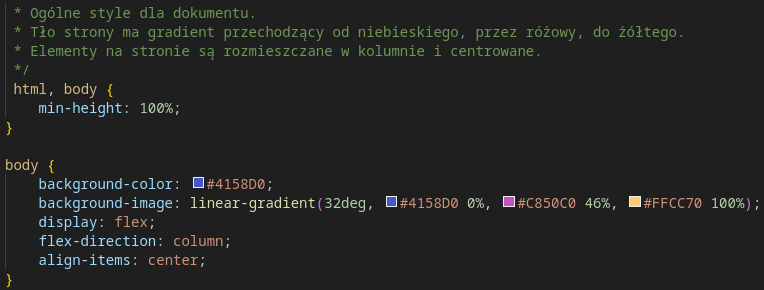 * Ogólne style dla dokumentu.
* Tło strony ma gradient przechodzący od niebieskiego, przez różowy, do żółtego.
* Elementy na stronie są rozmieszczane w kolumnie i centrowane.
*/
html, body {
min-height: 100%;
}
body {
background-color: #4158D0;
background-image: linear-gradient(32deg, #4158D0 0%, #C850C0 46%, #FFCC70 100%);
display: flex;
flex-direction: column;
align-items: center;
}